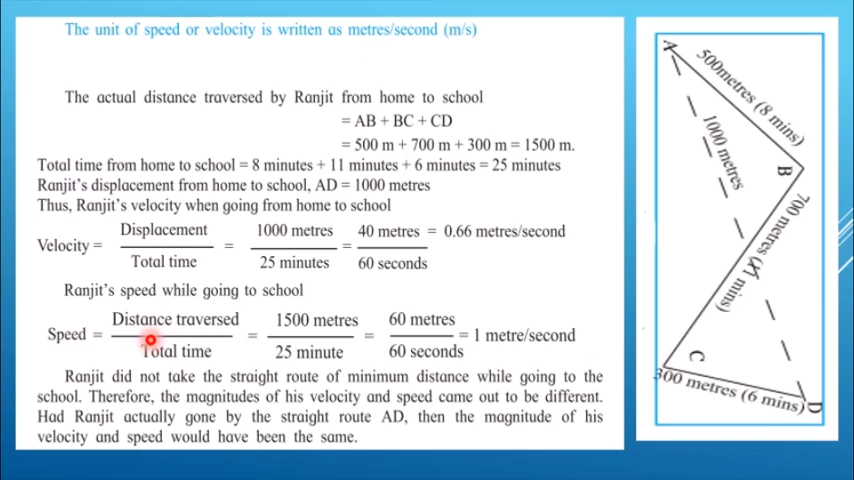 The unit of speed or velocity is written as metres/second (m/s)
The actual distance traversed by Ranjit from home to school
= AB + BC + CD
= 500 m + 700 m + 300 m = 1500 m.
Total time from home to school = 8 minutes + 11 minutes + 6 minutes = 25 minutes
Ranjit's displacement from home to school, AD = 1000 metres
Thus, Ranjit's velocity when going from home to school
Displacement 1000 metres 40 metres
Velocity = = = = 0.66 metres/second
Total time 25 minutes 60 seconds
Ranjit's speed while going to school
Distance traversed 1500 metres 60 metres
Speed = = = = 1 metre/second
Total time 25 minute 60 seconds
Ranjit did not take the straight route of minimum distance while going to the
school. Therefore, the magnitudes of his velocity and speed came out to be different.
Had Ranjit actually gone by the straight route AD, then the magnitude of his
velocity and speed would have been the same.
A
500metres (8 mins)
1000 metres
B
700 metres (11 mins)
C
300 metres (6 mins)
D